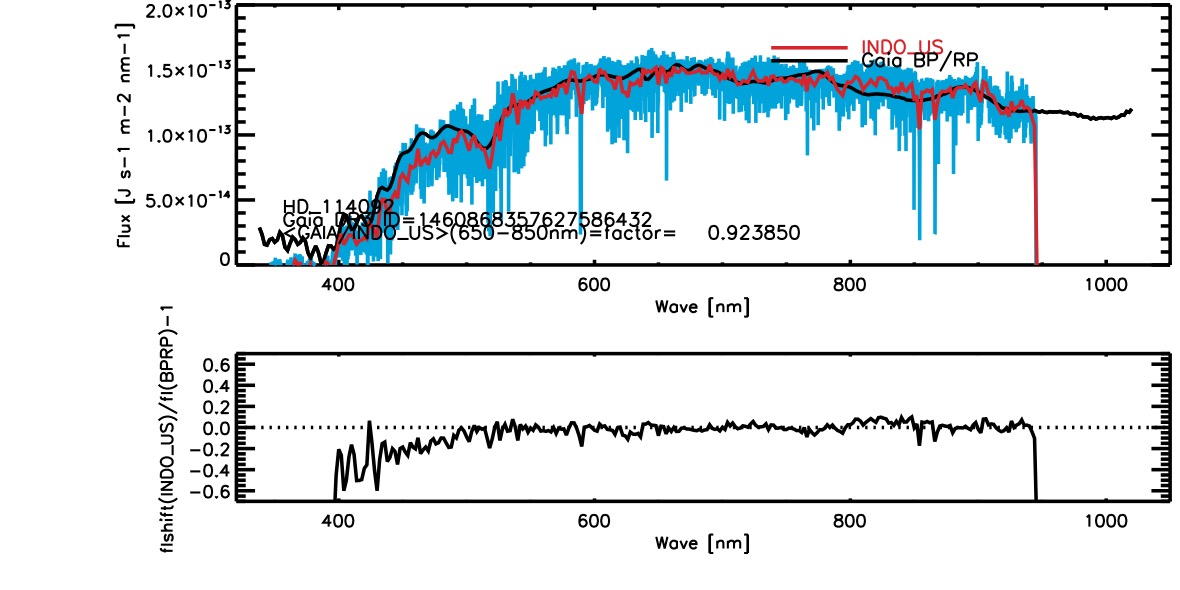 2.0×10−13
INDO_US
Gaia BP/RP
1.5×10−13
1.0×10−13
5.0×10−14
0
Flux [J s−1 m−2 nm−1]
HD_114092
Gaia DR3 ID=1460868357627586432
<GAIA/INDO_US>(650−850nm)=factor= 0.923850
400 600 800 1000
Wave [nm]
flshift(INDO_US)/fl(BPRP)−1
0.6
0.4
0.2
0.0
−0.2
−0.4
−0.6
400 600 800 1000
Wave [nm]